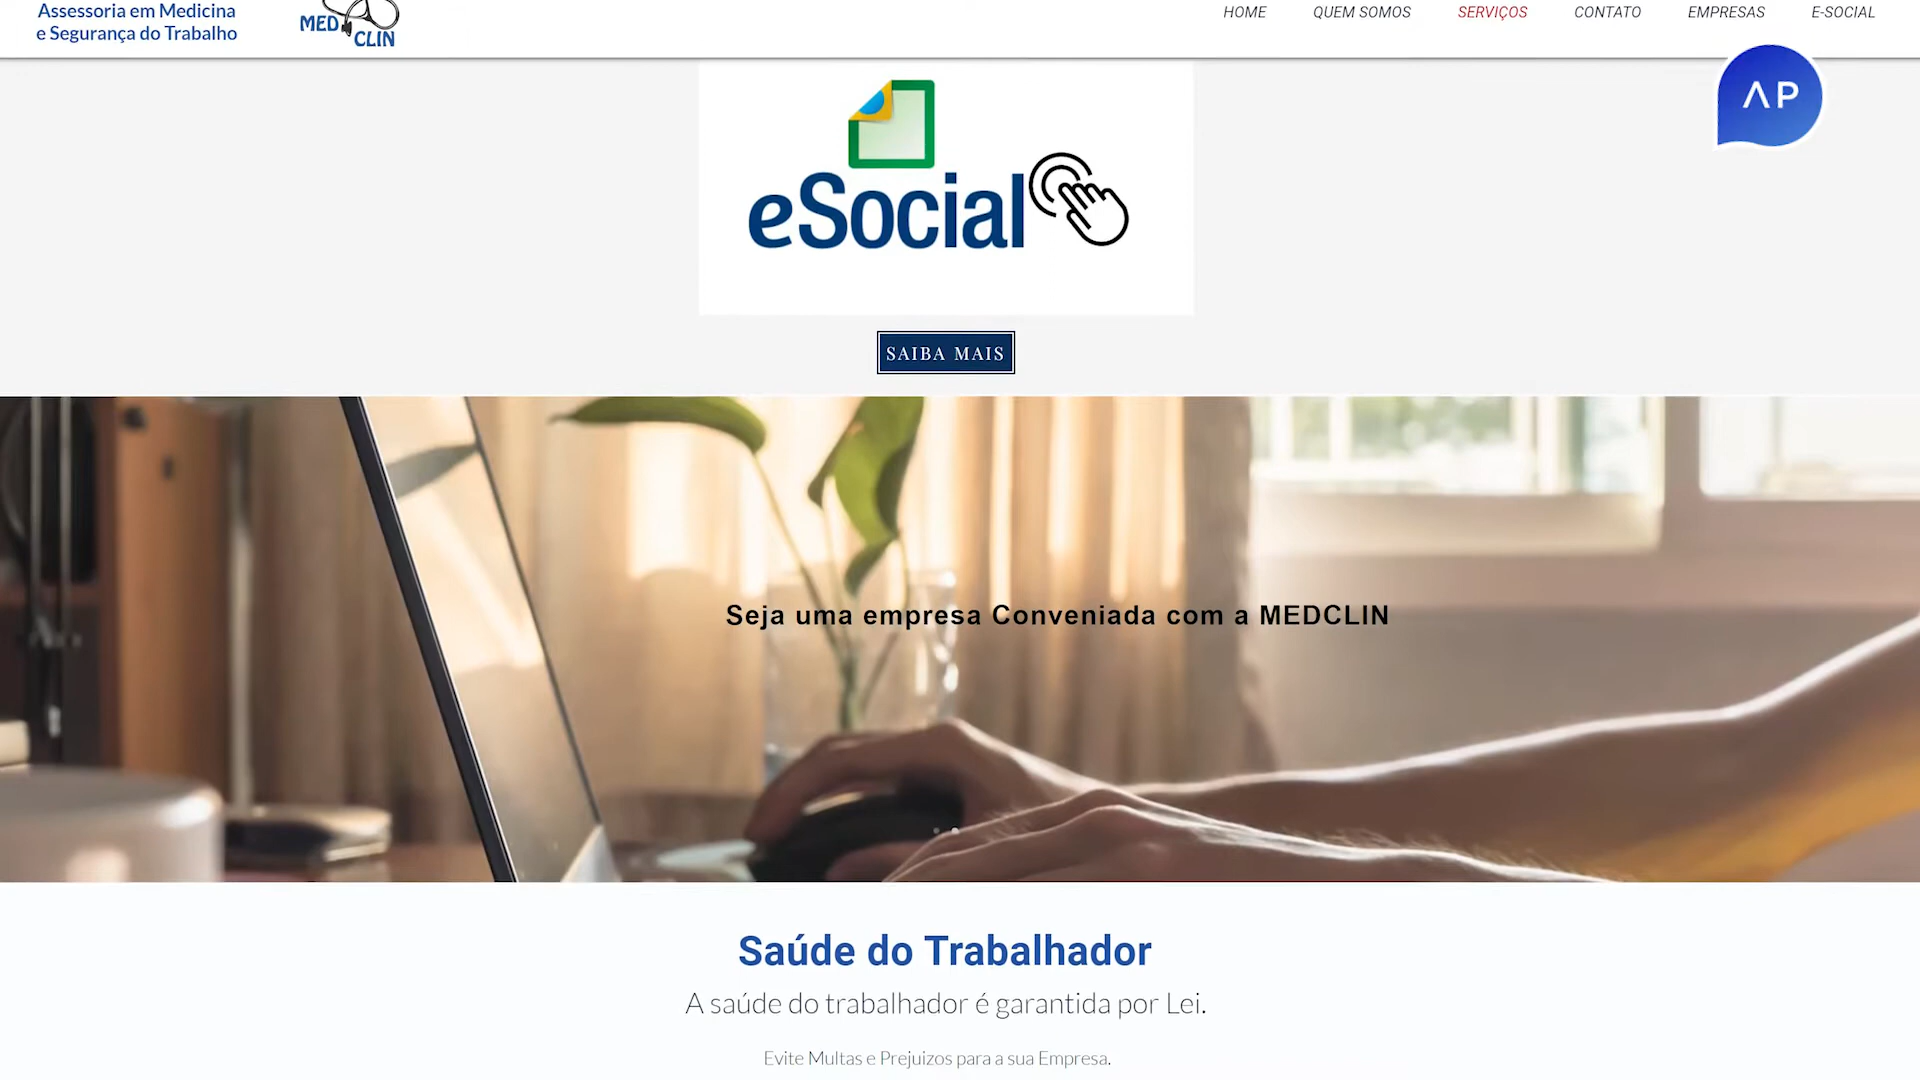 Assessoria em Medicina
e Segurança do Trabalho
MED
CLIN
HOME QUEM SOMOS SERVIÇOS CONTATO EMPRESAS E-SOCIAL
AP
eSocial
SAIBA MAIS
Seja uma empresa Conveniada com a MEDCLIN
Saúde do Trabalhador
A saúde do trabalhador é garantida por Lei.
Evite Multas e Prejuizos para a sua Empresa.